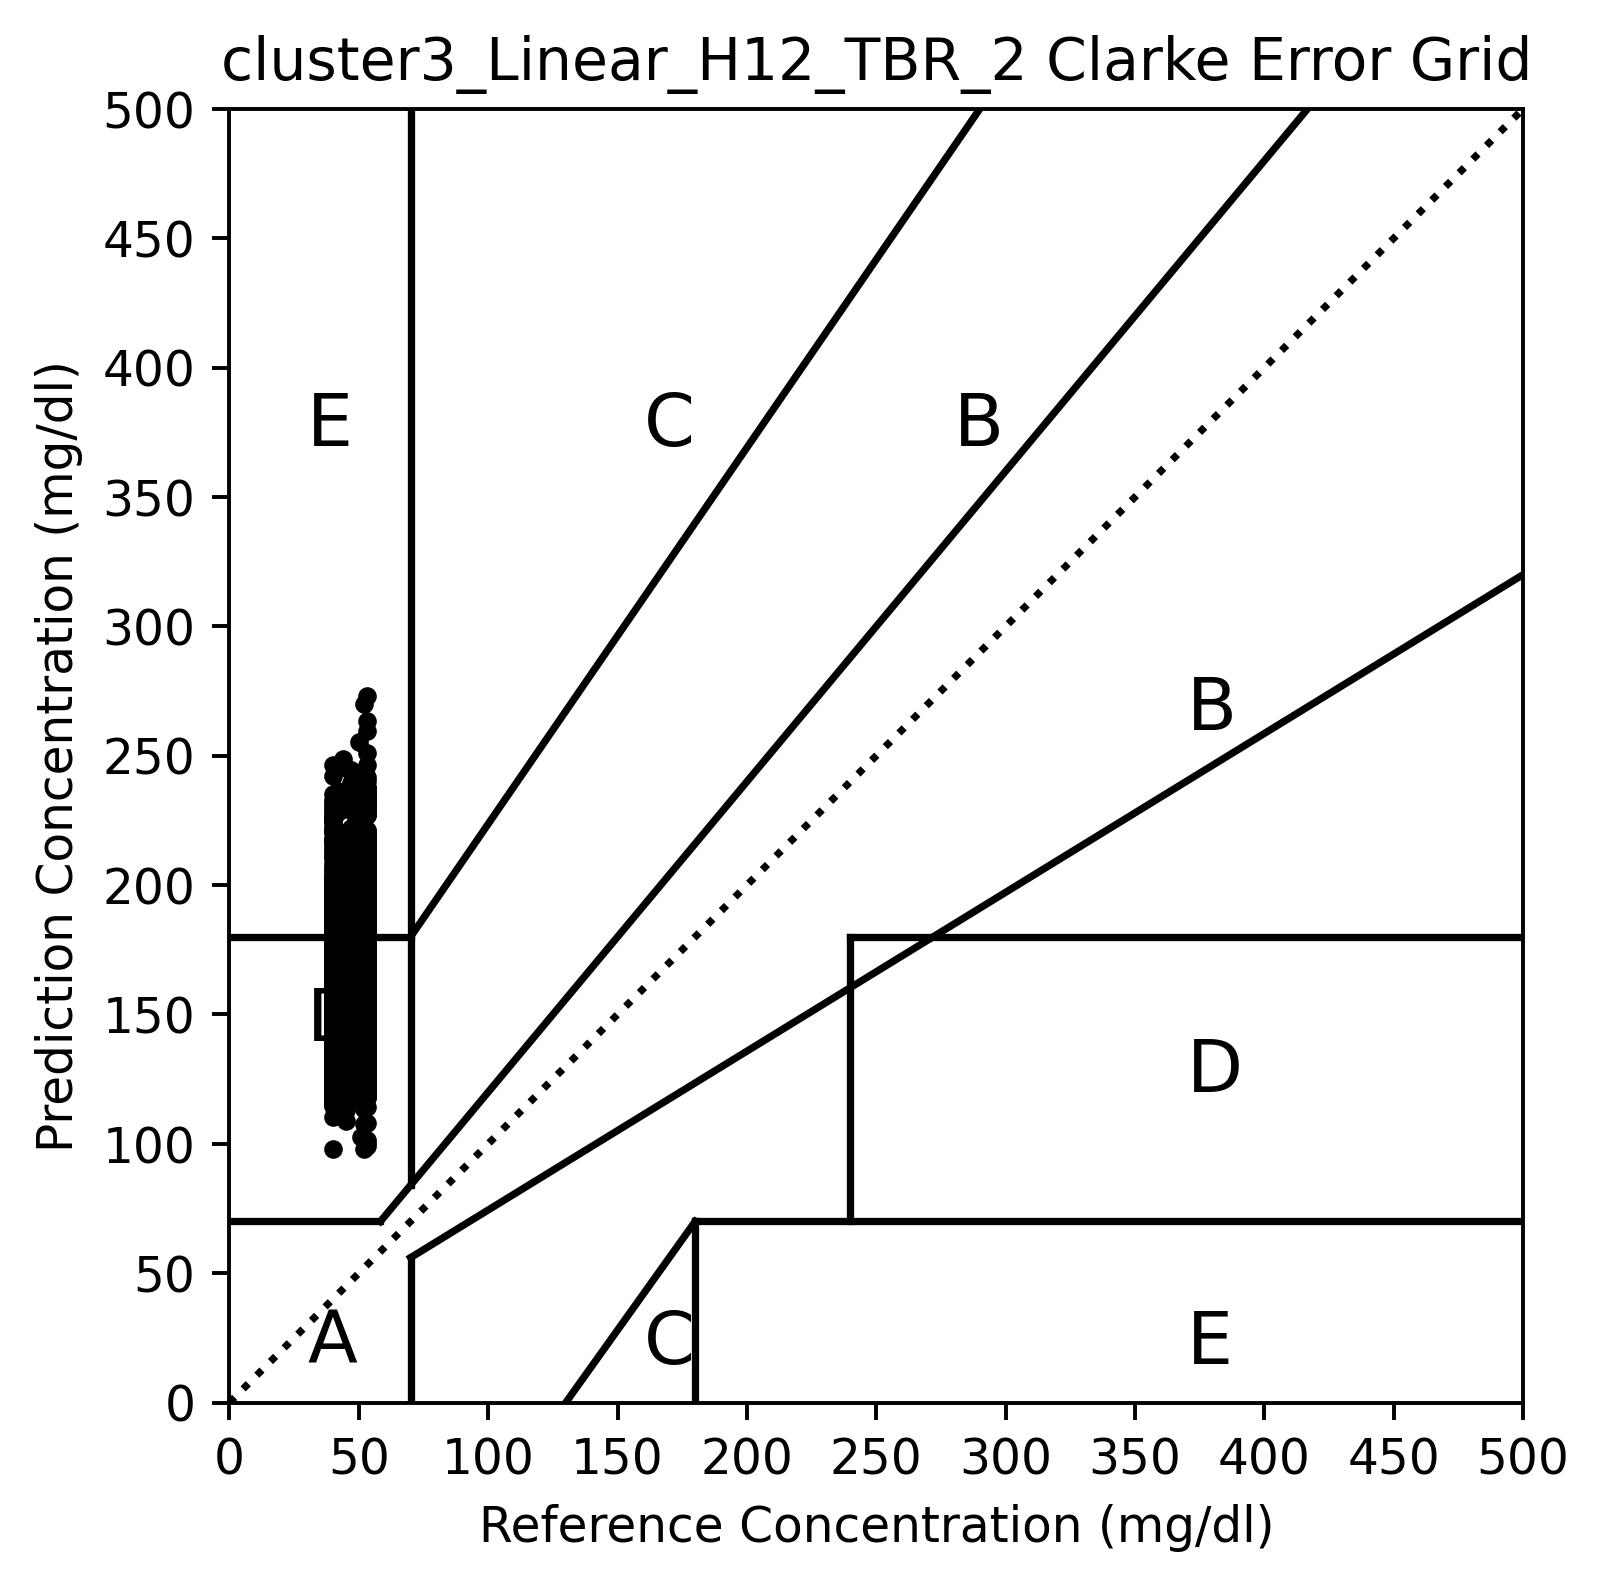 cluster3_Linear_H12_TBR_2 Clarke Error Grid
500
450
400
350
300
250
200
150
100
50
0
Prediction Concentration (mg/dl)
E
C
B
B
D
A
C
E
0 50 100 150 200 250 300 350 400 450 500
Reference Concentration (mg/dl)